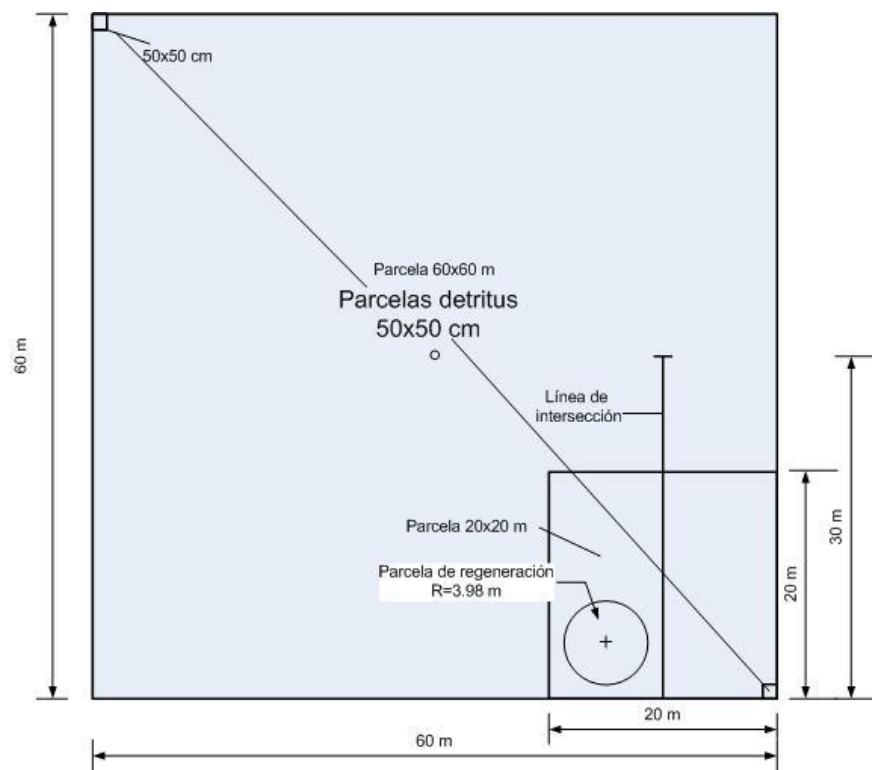 50x50 cm
Parcela 60x60 m
Parcelas detritus
50x50 cm
60 m
Línea de
intersección
Parcela 20x20 m
30 m
Parcela de regeneración
R=3.98 m
20 m
20 m
60 m